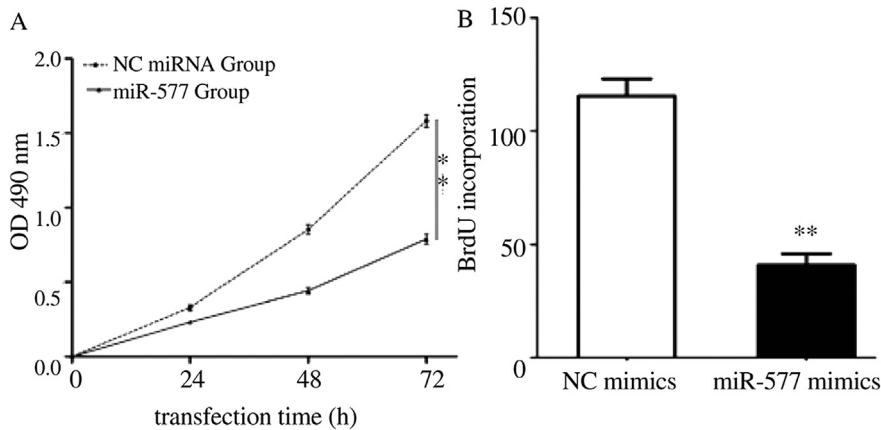 A
2.0
1.5
1.0
0.5
0.0
OD 490 nm
NC miRNA Group
miR-577 Group
**
0
24
48
72
transfection time (h)
B
150
100
50
0
BrdU incorporation
**
NC mimics
miR-577 mimics